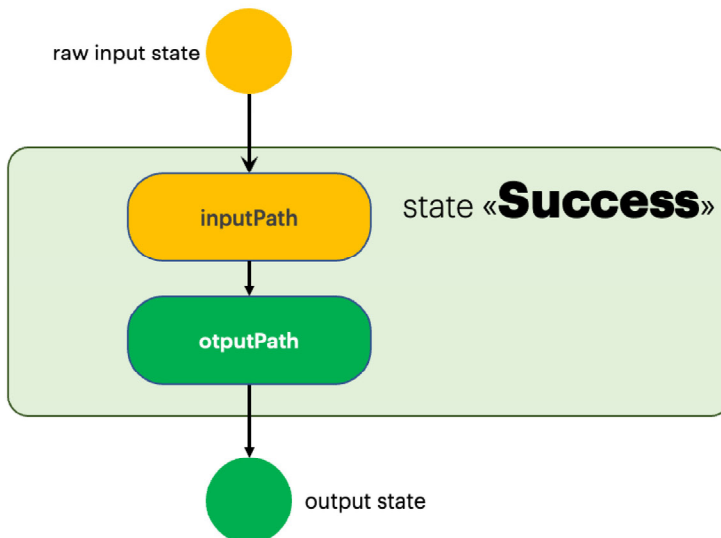 raw input state
inputPath
state «Success»
otputPath
output state